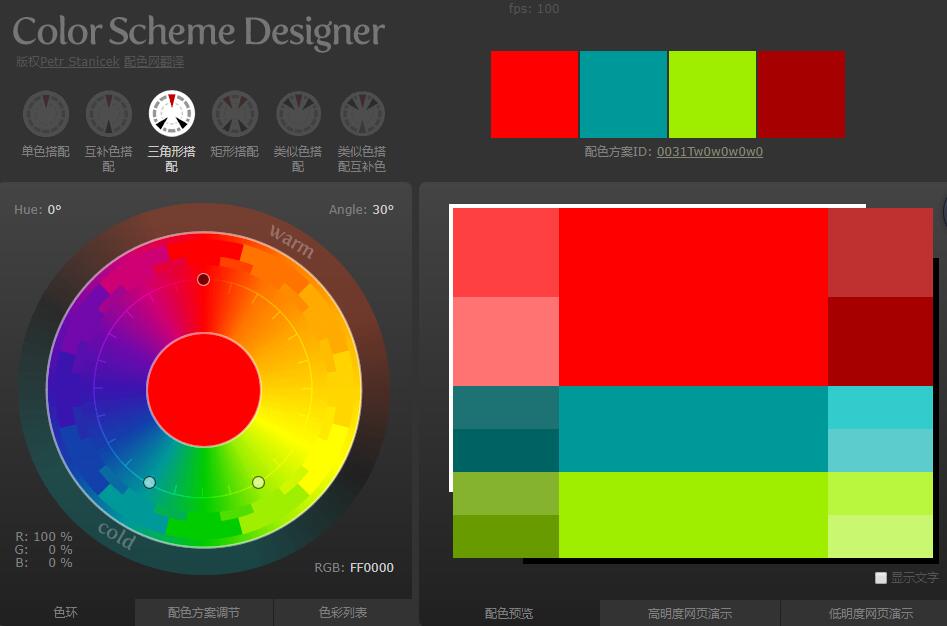 fps: 100
Color Scheme Designer
版权Petr Stanicek 配色网翻译
单色搭配
互补色搭
配
三角形搭
配
矩形搭配
类似色搭
配
类似色搭
配互补色
配色方案ID: 0031Tw0w0w0w0
Hue: 0°
Angle: 30°
warm
cold
R: 100 %
G: 0 %
B: 0 %
RGB: FF0000
显示文字
色环
配色方案调节
色彩列表
配色预览
高明度网页演示
低明度网页演示